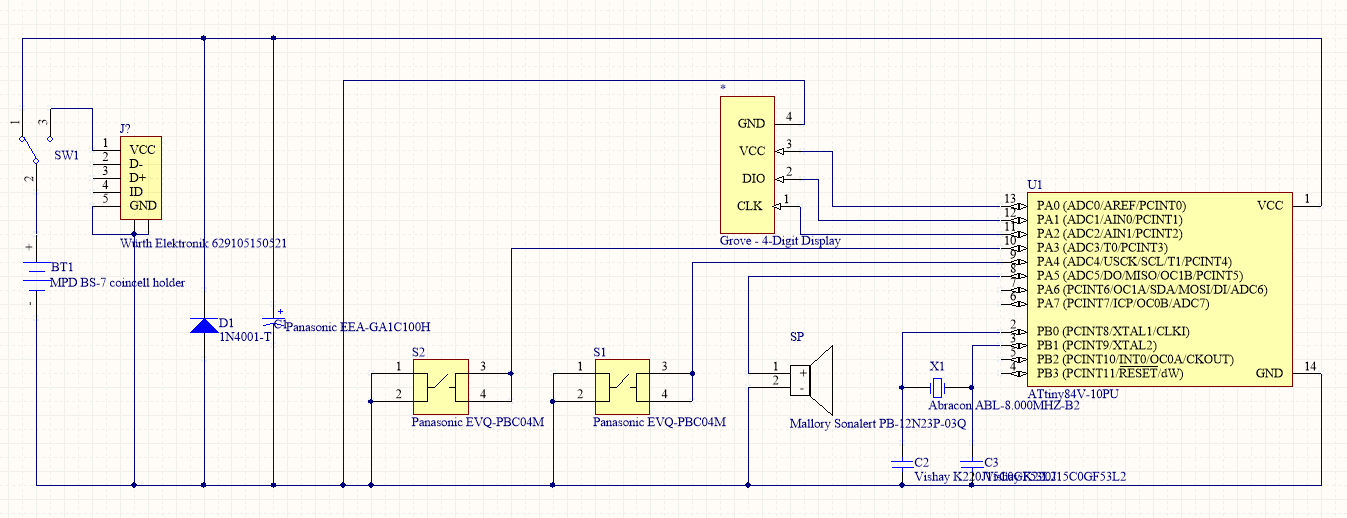 *
1
3
SW1
2
J?
1 VCC
2 D-
3 D+
4 ID
5 GND
Würth Elektronik 629105150521
+
BT1
MPD BS-7 coincell holder
-
D1
1N4001-T
+
C1
Panasonic EEA-GA1C100H
S2
1 3
2 4
Panasonic EVQ-PBC04M
S1
1 3
2 4
Panasonic EVQ-PBC04M
GND 4
VCC 3
DIO 2
CLK 1
Grove - 4-Digit Display
SP
1 +
2 -
Mallory Sonalert PB-12N23P-03Q
U1
13 PA0 (ADC0/AREF/PCINT0) VCC 1
12 PA1 (ADC1/AIN0/PCINT1)
11 PA2 (ADC2/AIN1/PCINT2)
10 PA3 (ADC3/T0/PCINT3)
9 PA4 (ADC4/USCK/SCL/T1/PCINT4)
8 PA5 (ADC5/DO/MISO/OC1B/PCINT5)
7 PA6 (PCINT6/OC1A/SDA/MOSI/DI/ADC6)
6 PA7 (PCINT7/ICP/OC0B/ADC7)
2 PB0 (PCINT8/XTAL1/CLKI)
3 PB1 (PCINT9/XTAL2)
5 PB2 (PCINT10/INT0/OC0A/CKOUT)
4 PB3 (PCINT11/RESET/dW) GND 14
ATtiny84V-10PU
X1
Abracon ABL-8.000MHZ-B2
C2
C3
Vishay